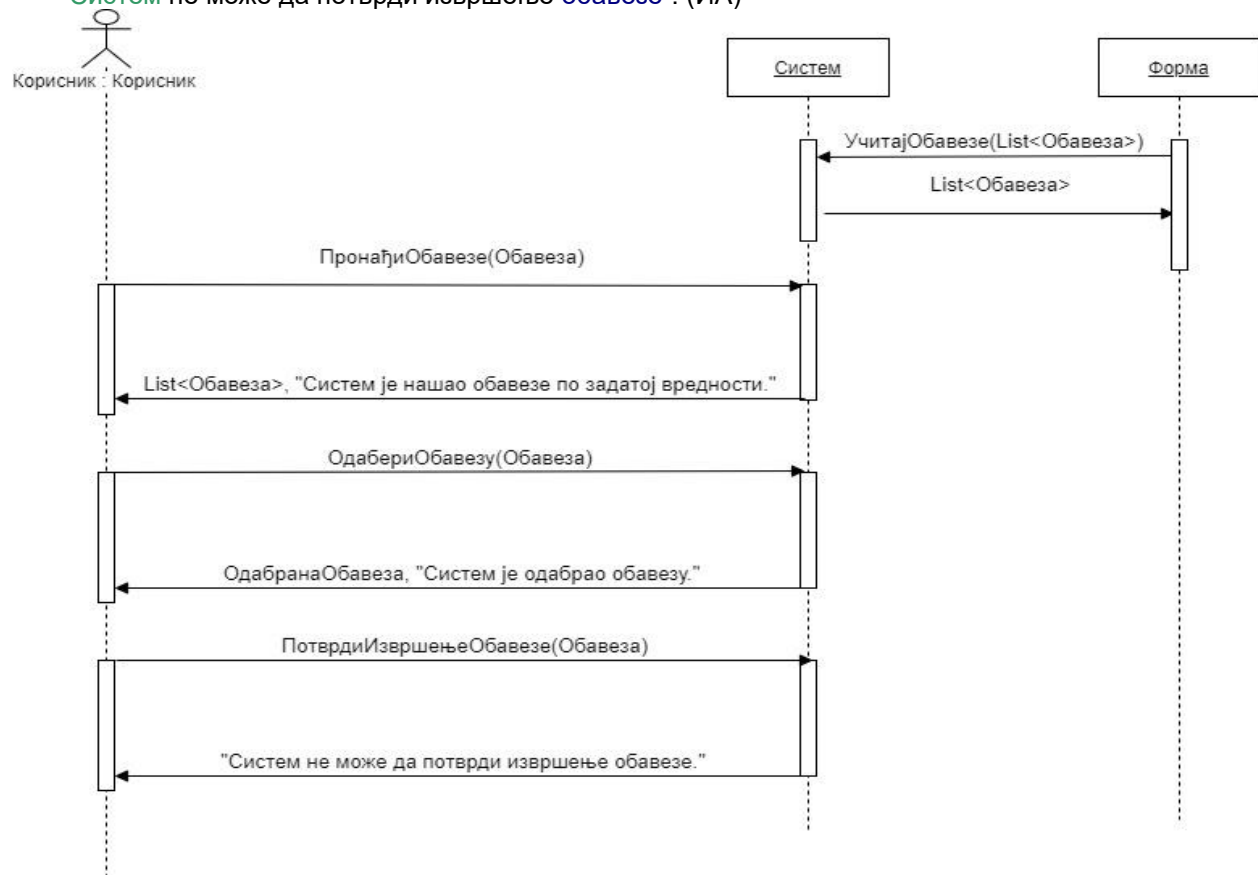 Систем не може да потврди извршење обавезе". (ИА)
Корисник : Корисник
Систем
Форма
УчитајОбавезе(List<Обавеза>)
List<Обавеза>
ПронађиОбавезе(Обавеза)
List<Обавеза>, "Систем је нашао обавезе по задатој вредности."
ОдабериОбавезу(Обавеза)
ОдабранаОбавеза, "Систем је одабрао обавезу."
ПотврдиИзвршењеОбавезе(Обавеза)
"Систем не може да потврди извршење обавезе."